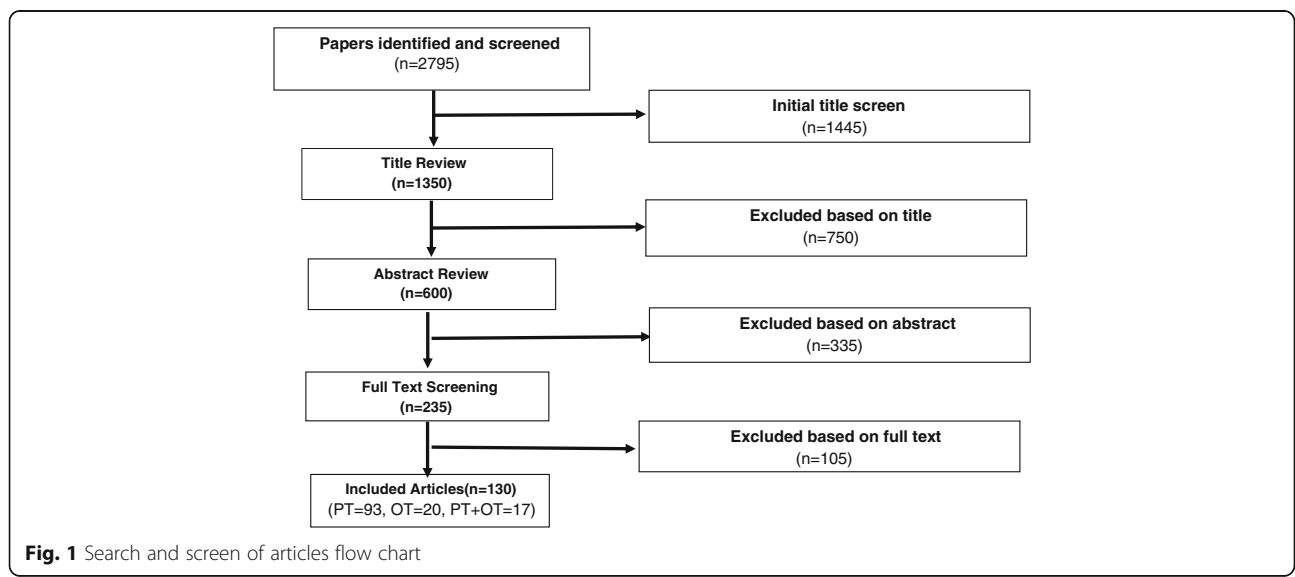 Papers identified and screened
(n=2795)
Initial title screen
(n=1445)
Title Review
(n=1350)
Excluded based on title
(n=750)
Abstract Review
(n=600)
Excluded based on abstract
(n=335)
Full Text Screening
(n=235)
Excluded based on full text
(n=105)
Included Articles(n=130)
(PT=93, OT=20, PT+OT=17)
Fig. 1 Search and screen of articles flow chart